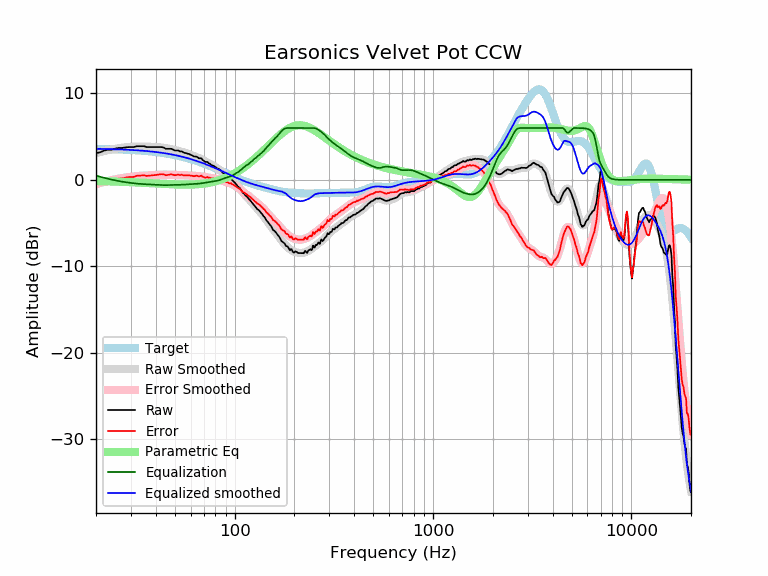 Earsonics Velvet Pot CCW
10
0
−10
−20
−30
Amplitude (dBr)
Target
Raw Smoothed
Error Smoothed
Raw
Error
Parametric Eq
Equalization
Equalized smoothed
100
1000
10000
Frequency (Hz)